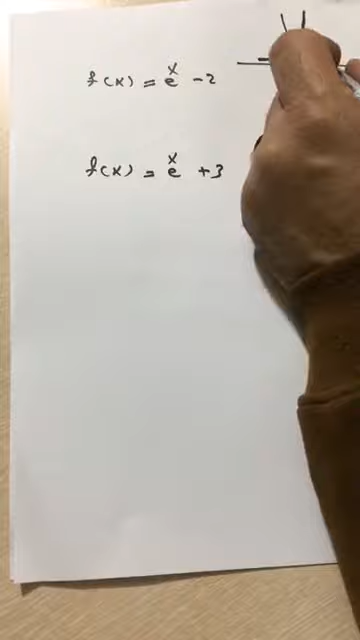 f(x) = e^x - 2
f(x) = e^x + 3